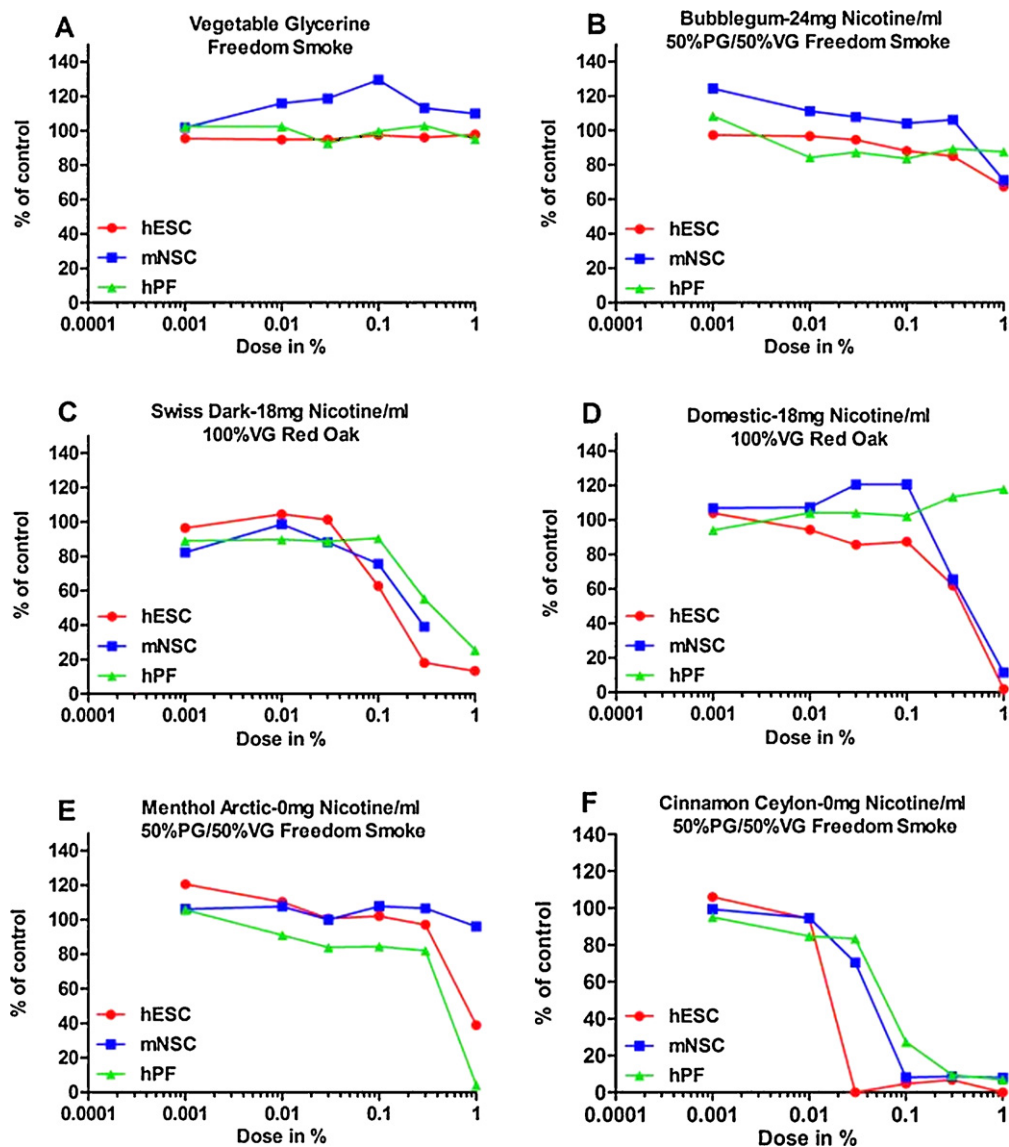 A
Vegetable Glycerine
Freedom Smoke
140
120
100
80
60
40
20
0
% of control
hESC
mNSC
hPF
0.0001
0.001
0.01
0.1
1
Dose in %
B
Bubblegum-24mg Nicotine/ml
50%PG/50%VG Freedom Smoke
140
120
100
80
60
40
20
0
% of control
hESC
mNSC
hPF
0.0001
0.001
0.01
0.1
1
Dose in %
C
Swiss Dark-18mg Nicotine/ml
100%VG Red Oak
140
120
100
80
60
40
20
0
% of control
hESC
mNSC
hPF
0.0001
0.001
0.01
0.1
1
Dose in %
D
Domestic-18mg Nicotine/ml
100%VG Red Oak
140
120
100
80
60
40
20
0
% of control
hESC
mNSC
hPF
0.0001
0.001
0.01
0.1
1
Dose in %
E
Menthol Arctic-0mg Nicotine/ml
50%PG/50%VG Freedom Smoke
140
120
100
80
60
40
20
0
% of control
hESC
mNSC
hPF
0.0001
0.001
0.01
0.1
1
Dose in %
F
Cinnamon Ceylon-0mg Nicotine/ml
50%PG/50%VG Freedom Smoke
140
120
100
80
60
40
20
0
% of control
hESC
mNSC
hPF
0.0001
0.001
0.01
0.1
1
Dose in %